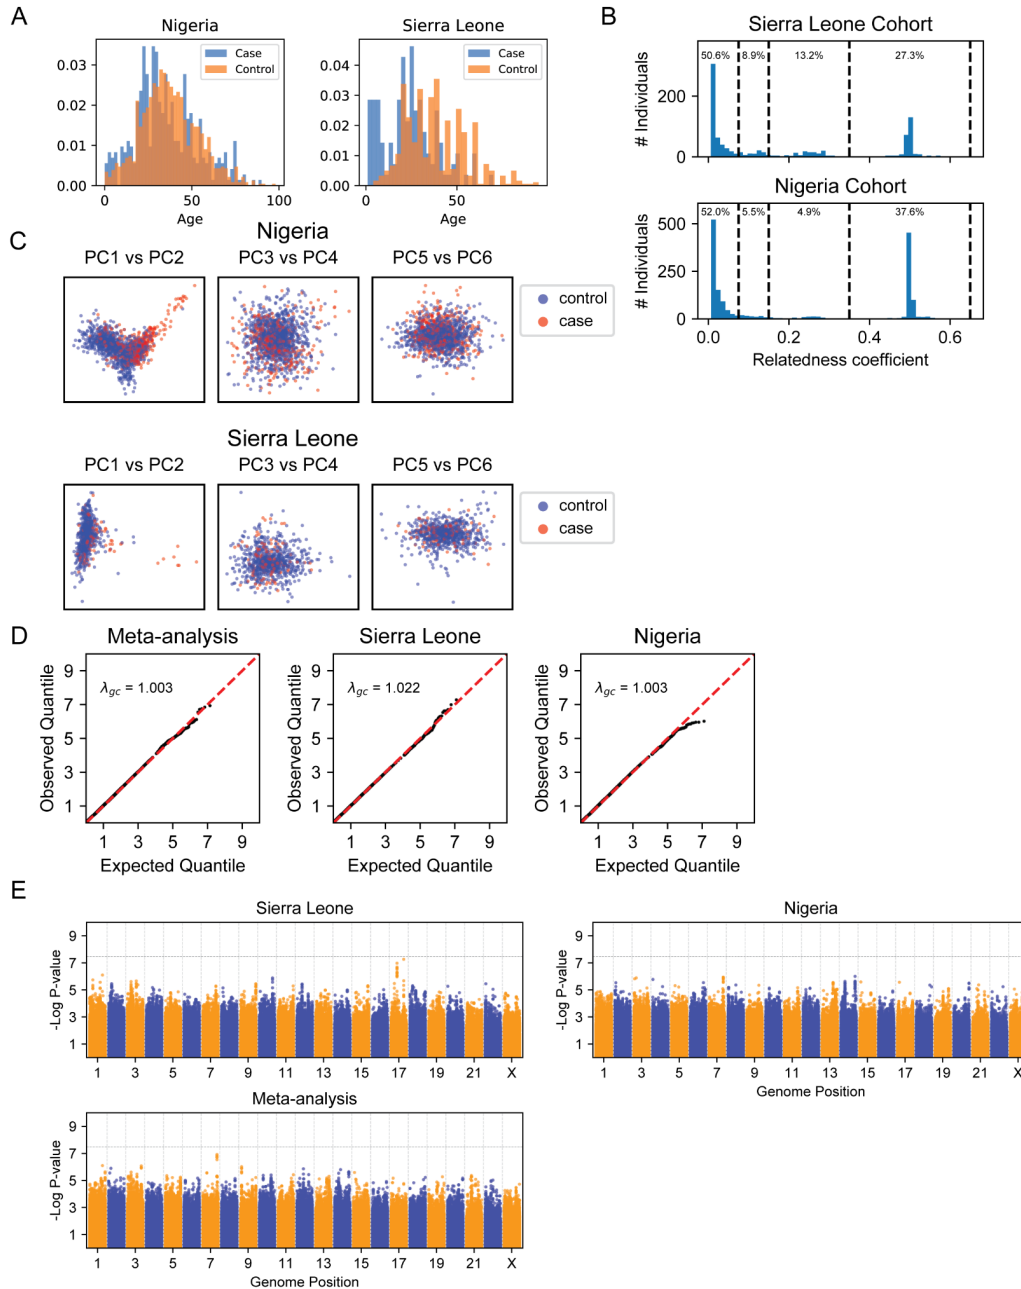 A
Nigeria
Case
Control
0.03
0.02
0.01
0.00
0
50
100
Age
Sierra Leone
Case
Control
0.04
0.03
0.02
0.01
0.00
0
50
Age
B
Sierra Leone Cohort
50.6%
8.9%
13.2%
27.3%
# Individuals
200
0
Nigeria Cohort
52.0%
5.5%
4.9%
37.6%
# Individuals
500
250
0
0.0
0.2
0.4
0.6
Relatedness coefficient
C
Nigeria
PC1 vs PC2
PC3 vs PC4
PC5 vs PC6
control
case
Sierra Leone
PC1 vs PC2
PC3 vs PC4
PC5 vs PC6
control
case
D
Meta-analysis
Observed Quantile
9
7
5
3
1
λgc = 1.003
1 3 5 7 9
Expected Quantile
Sierra Leone
Observed Quantile
9
7
5
3
1
λgc = 1.022
1 3 5 7 9
Expected Quantile
Nigeria
Observed Quantile
9
7
5
3
1
λgc = 1.003
1 3 5 7 9
Expected Quantile
E
Sierra Leone
-Log P-value
9
7
5
3
1
1 3 5 7 9 11 13 15 17 19 21 X
Nigeria
-Log P-value
9
7
5
3
1
1 3 5 7 9 11 13 15 17 19 21 X
Genome Position
Meta-analysis
-Log P-value
9
7
5
3
1
1 3 5 7 9 11 13 15 17 19 21 X
Genome Position